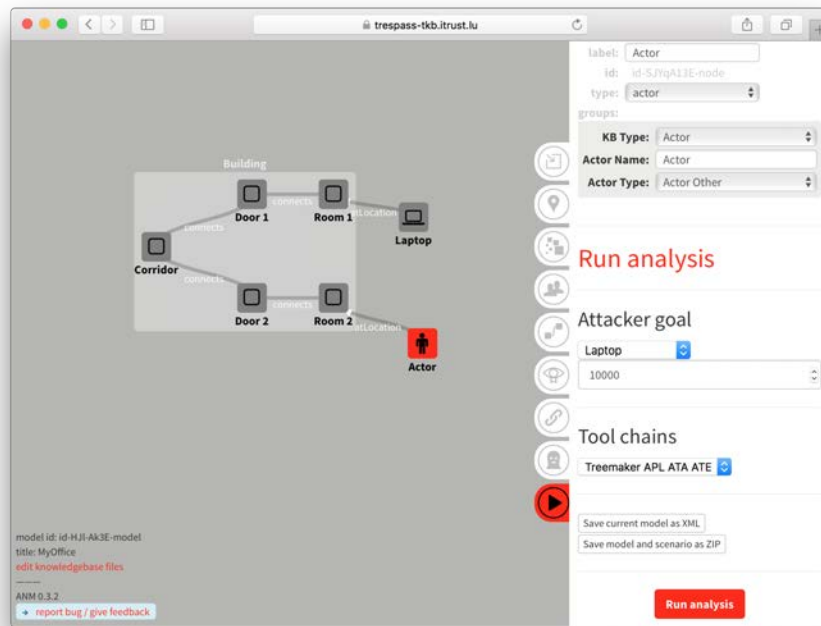 trespass-tkb.itrust.lu
Building
Door 1
connects
Room 1
atLocation
Laptop
connects
Corridor
connects
Door 2
connects
Room 2
atLocation
Actor
model id: id-HJl-Ak3E-model
title: MyOffice
edit knowledgebase files
———
ANM 0.3.2
→ report bug / give feedback
label: Actor
id: id-SJYqA13E-node
type: actor
groups:
KB Type: Actor
Actor Name: Actor
Actor Type: Actor Other
Run analysis
Attacker goal
Laptop
10000
Tool chains
Treemaker APL ATA ATE
Save current model as XML
Save model and scenario as ZIP
Run analysis